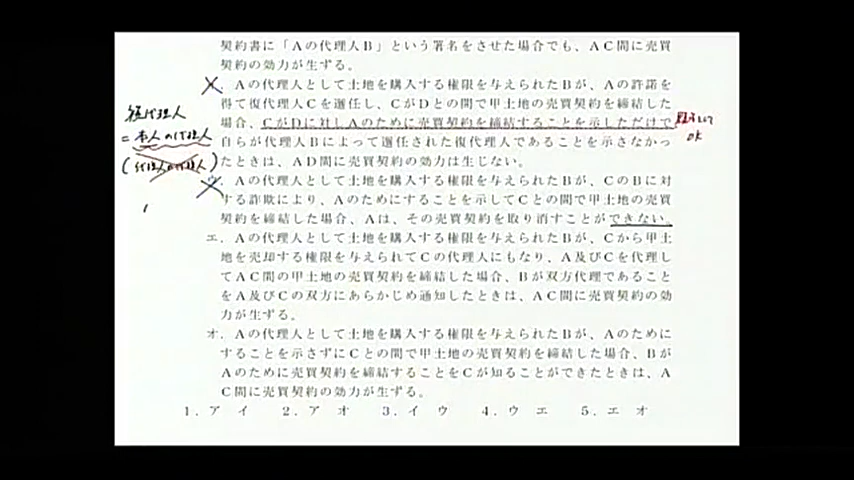 契約書に「Aの代理人B」という署名をさせた場合でも、AC間に売買
契約の効力が生ずる。
Aの代理人として土地を購入する権限を与えられたBが、Aの許諾を
得て復代理人Cを選任し、CがDとの間で甲土地の売買契約を締結した
場合、CがDに対しAのために売買契約を締結することを示しただけで
自らが代理人Bによって選任された復代理人であることを示さなかっ
たときは、AD間に売買契約の効力は生じない。
復代理人
=本人の代理人
(代理人の代理人)
OK
Aの代理人として土地を購入する権限を与えられたBが、CのBに対
する詐欺により、Aのためにすることを示してCとの間で甲土地の売買
契約を締結した場合、Aは、その売買契約を取り消すことができない。
エ. Aの代理人として土地を購入する権限を与えられたBが、Cから甲土
地を売却する権限を与えられてCの代理人にもなり、A及びCを代理し
てAC間の甲土地の売買契約を締結した場合、Bが双方代理であること
をA及びCの双方にあらかじめ通知したときは、AC間に売買契約の効
力が生ずる。
オ. Aの代理人として土地を購入する権限を与えられたBが、Aのために
することを示さずにCとの間で甲土地の売買契約を締結した場合、Bが
Aのために売買契約を締結することをCが知ることができたときは、A
C間に売買契約の効力が生ずる。
1. ア イ 2. ア オ 3. イ ウ 4. ウ エ 5. エ オ